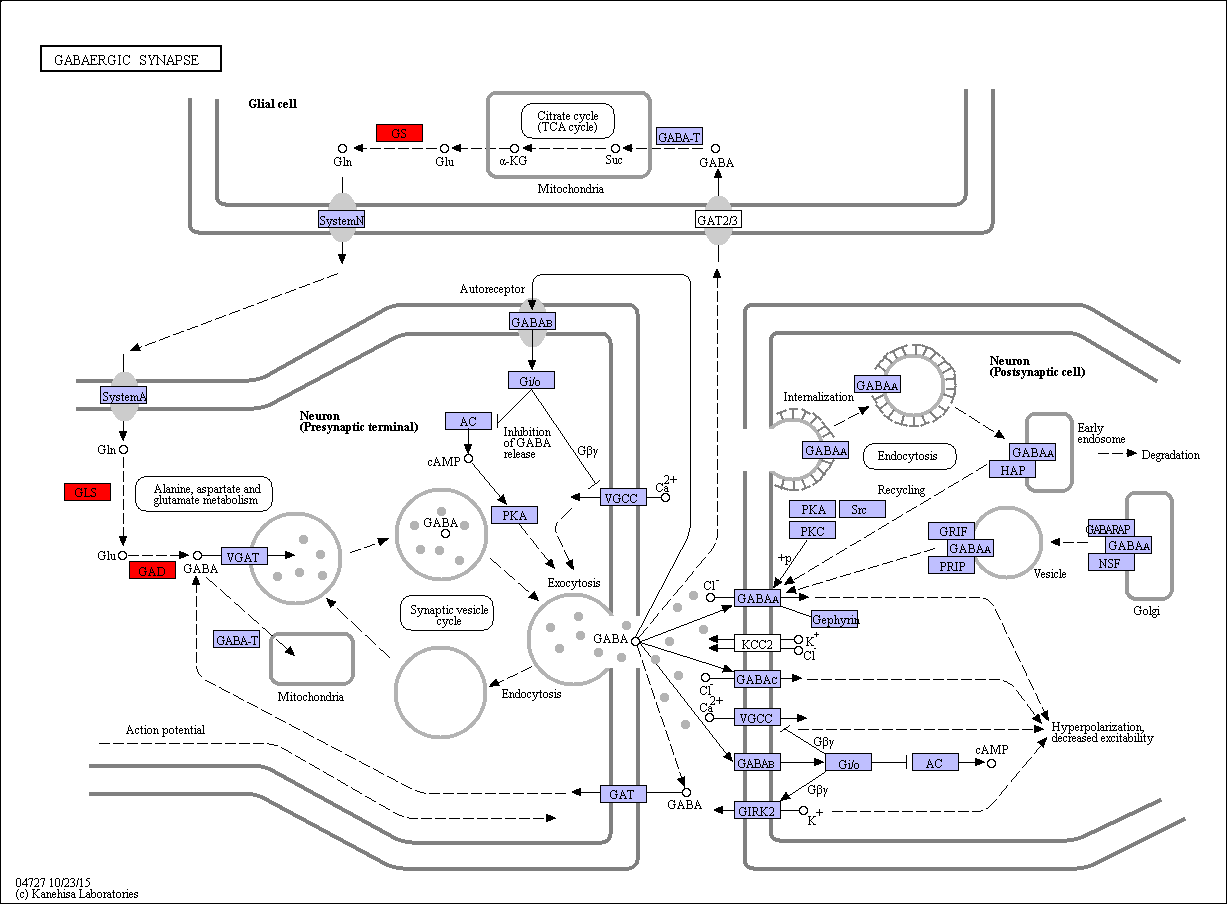 GABAERGIC SYNAPSE
Glial cell
Citrate cycle
(TCA cycle)
GS
GABA-T
Gln
Glu
α-KG
Suc
GABA
Mitochondria
SystemN
GAT2/3
Autoreceptor
GABAB
Neuron
(Postsynaptic cell)
GABAA
Internalization
SystemA
Gi/o
Neuron
(Presynaptic terminal)
AC
Inhibition
of GABA
release
Gβγ
cAMP
Gln
GABAA
Endocytosis
GABAA
HAP
Early
endosome
Degradation
Recycling
GLS
Alanine, aspartate and
glutamate metabolism
VGCC
Ca2+
PKA
Src
PKC
PKA
GABA
GRIF
GABAA
PRIP
Vesicle
GABARAP
GABAA
NSF
Golgi
+p
Glu
GAD
GABA
VGAT
Exocytosis
Cl-
GABAA
Gephyrin
Synaptic vesicle
cycle
GABA-T
Mitochondria
GABA
KCC2
K+
Cl-
Endocytosis
Cl-
GABAC
Ca2+
VGCC
Action potential
Gβγ
Hyperpolarization,
decreased excitability
GABAB
Gi/o
AC
cAMP
Gβγ
GAT
GABA
GIRK2
K+
04727 10/23/15
(c) Kanehisa Laboratories